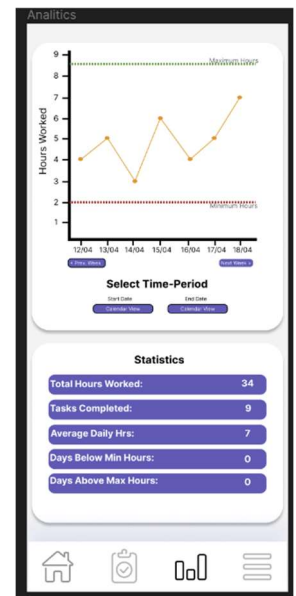 Analitics
Maximum Hours
Hours Worked
9
8
7
6
5
4
3
2
1
Minimum Hours
12/04 13/04 14/04 15/04 16/04 17/04 18/04
< Prev. Week Next Week >
Select Time-Period
Start Date End Date
Calendar View Calendar View
Statistics
Total Hours Worked: 34
Tasks Completed: 9
Average Daily Hrs: 7
Days Below Min Hours: 0
Days Above Max Hours: 0